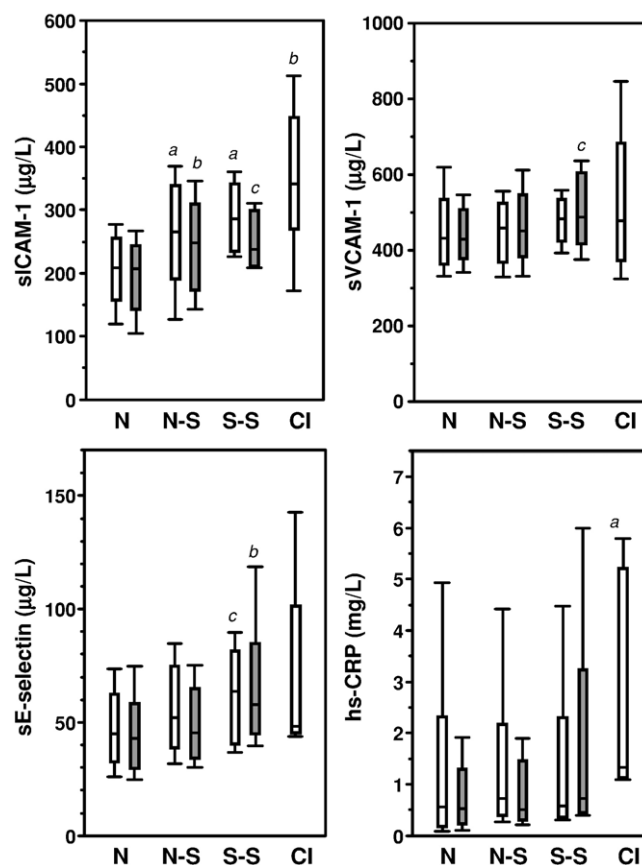 600
500
400
300
200
100
0
sICAM-1 (μg/L)
a
b
a
c
b
N N-S S-S CI
1000
800
600
400
200
0
sVCAM-1 (μg/L)
c
N N-S S-S CI
150
100
50
0
sE-selectin (μg/L)
c
b
N N-S S-S CI
7
6
5
4
3
2
1
0
hs-CRP (mg/L)
a
N N-S S-S CI